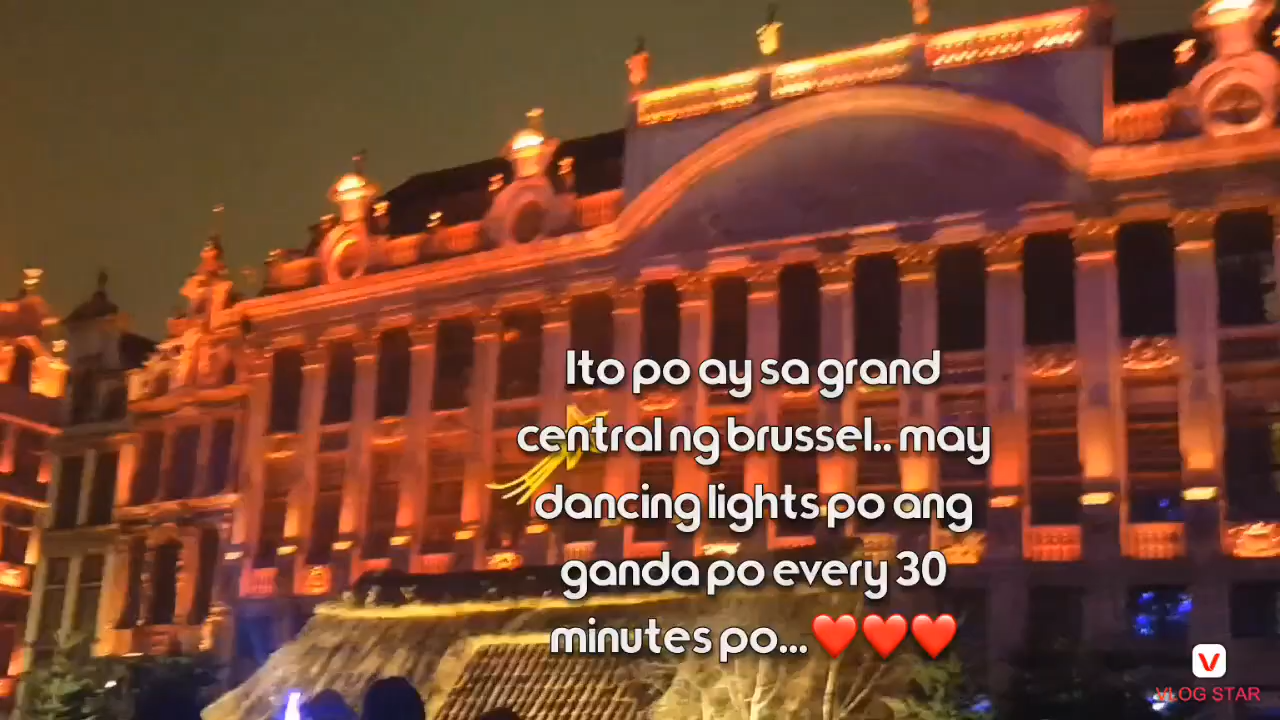 Ito po ay sa grand
central ng brussel.. may
dancing lights po ang
ganda po every 30
minutes po... ❤️❤️❤️
V
VLOG STAR